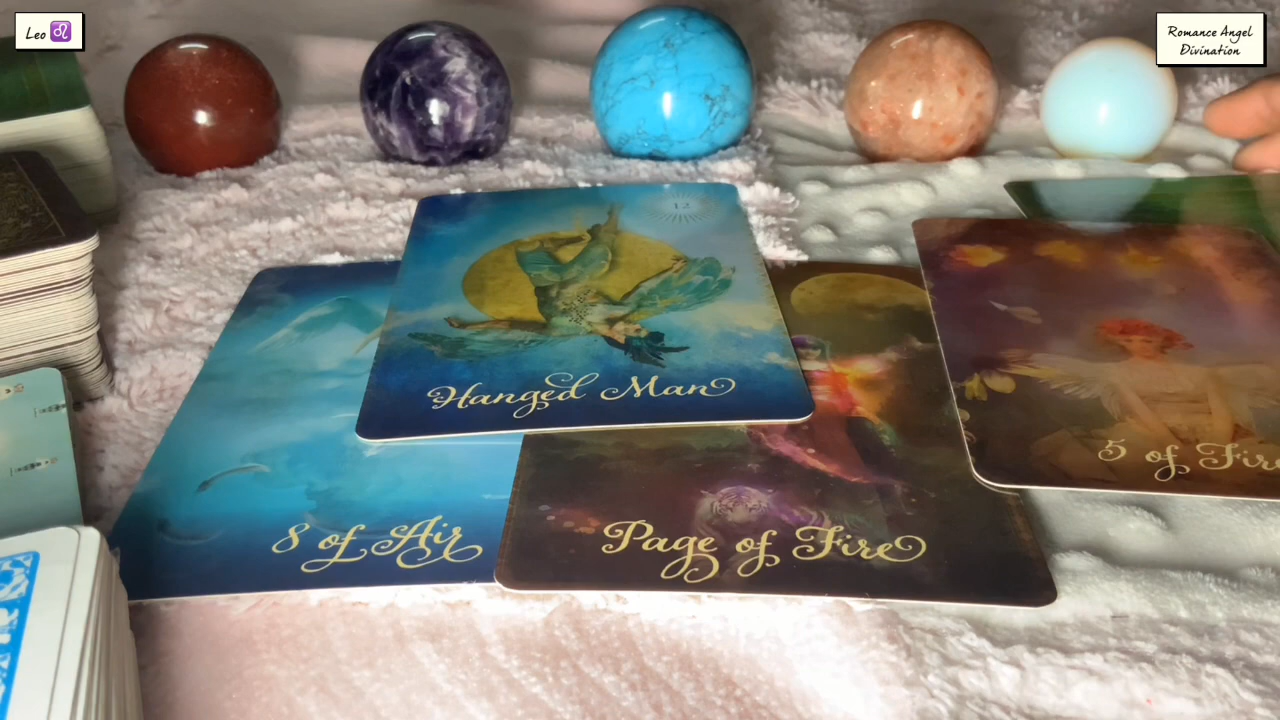 Leo ♌
Romance Angel
Divination
12
Hanged Man
8 of Air
Page of Fire
5 of Fire